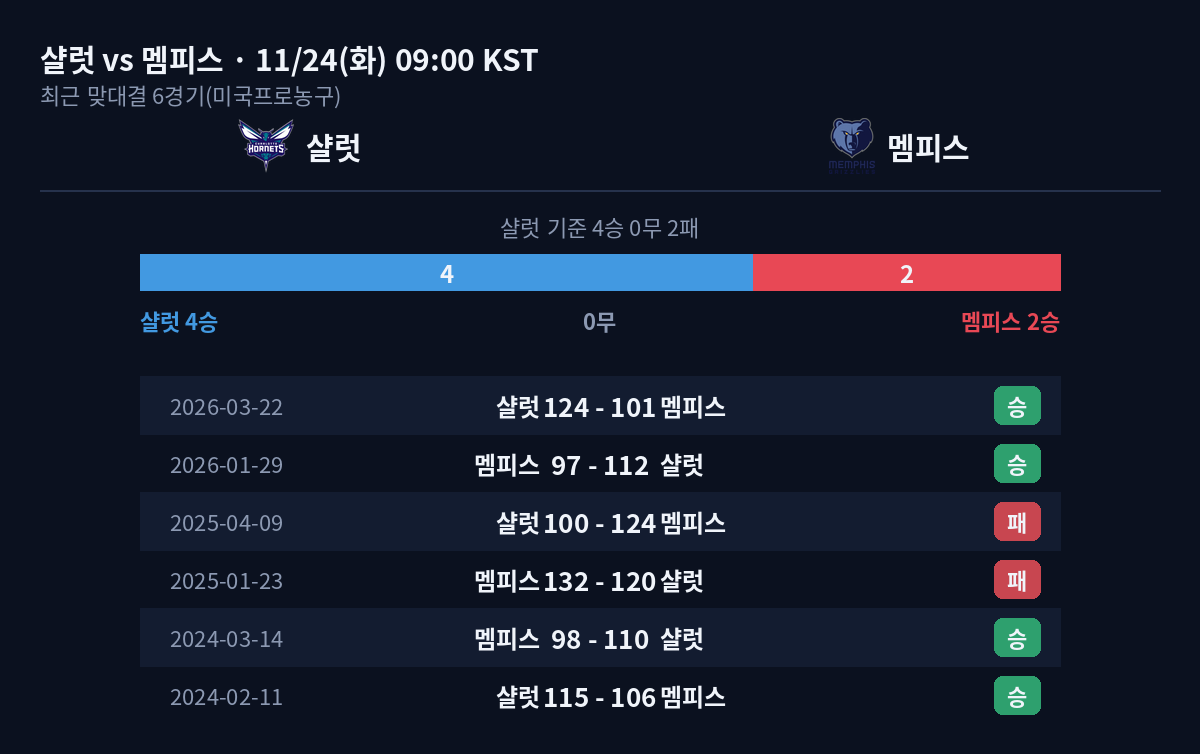 샬럿 vs 멤피스 · 11/24(화) 09:00 KST
최근 맞대결 6경기(미국프로농구)
CHARLOTTE
HORNETS
샬럿
MEMPHIS
멤피스
샬럿 기준 4승 0무 2패
4 2
샬럿 4승 0무 멤피스 2승
2026-03-22 샬럿 124 - 101 멤피스 승
2026-01-29 멤피스 97 - 112 샬럿 승
2025-04-09 샬럿 100 - 124 멤피스 패
2025-01-23 멤피스 132 - 120 샬럿 패
2024-03-14 멤피스 98 - 110 샬럿 승
2024-02-11 샬럿 115 - 106 멤피스 승